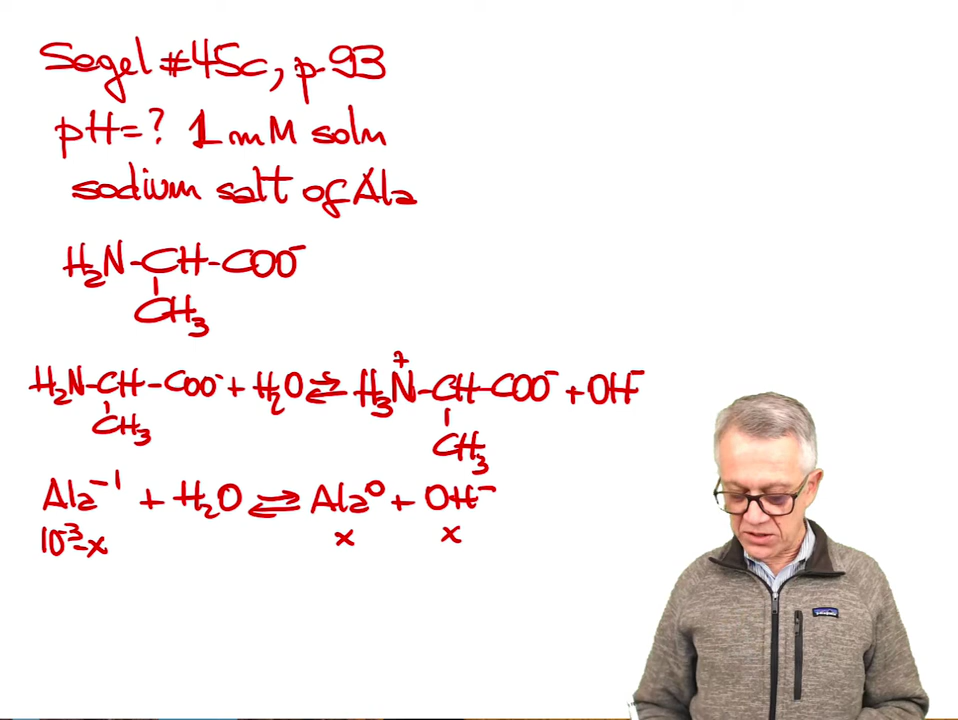 Segel #45c, p.93
pH=? 1 mM soln
sodium salt of Ala
H₂N-CH-COO⁻
CH₃
H₂N-CH-COO⁻ + H₂O ⇌ H₃N⁺-CH-COO⁻ + OH⁻
CH₃ CH₃
Ala⁻¹ + H₂O ⇌ Ala⁰ + OH⁻
10⁻³-x x x